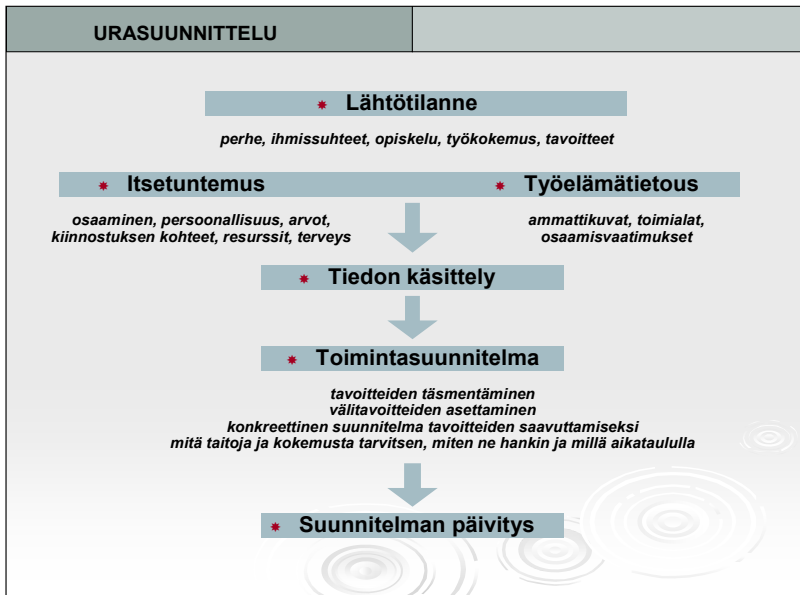 URASUUNNITTELU
Lähtötilanne
perhe, ihmissuhteet, opiskelu, työkokemus, tavoitteet
Itsetuntemus
osaaminen, persoonallisuus, arvot,
kiinnostuksen kohteet, resurssit, terveys
Työelämätietous
ammattikuvat, toimialat,
osaamisvaatimukset
Tiedon käsittely
Toimintasuunnitelma
tavoitteiden täsmentäminen
välitavoitteiden asettaminen
konkreettinen suunnitelma tavoitteiden saavuttamiseksi
mitä taitoja ja kokemusta tarvitsen, miten ne hankin ja millä aikataululla
Suunnitelman päivitys